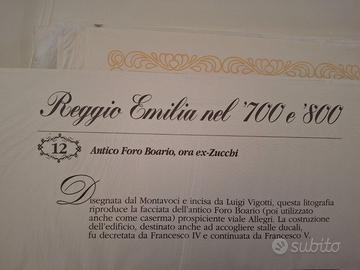 Reggio Emilia nel '700 e '800
12
Antico Foro Boario, ora ex-Zucchi
Disegnata dal Montavoci e incisa da Luigi Vigotti, questa litografia
riproduce la facciata dell'antico Foro Boario (poi utilizzato
anche come caserma) prospiciente viale Allegri. La costruzione
dell'edificio, destinato anche ad accogliere stalle ducali,
fu decretata da Francesco IV e continuata da Francesco V.
subito